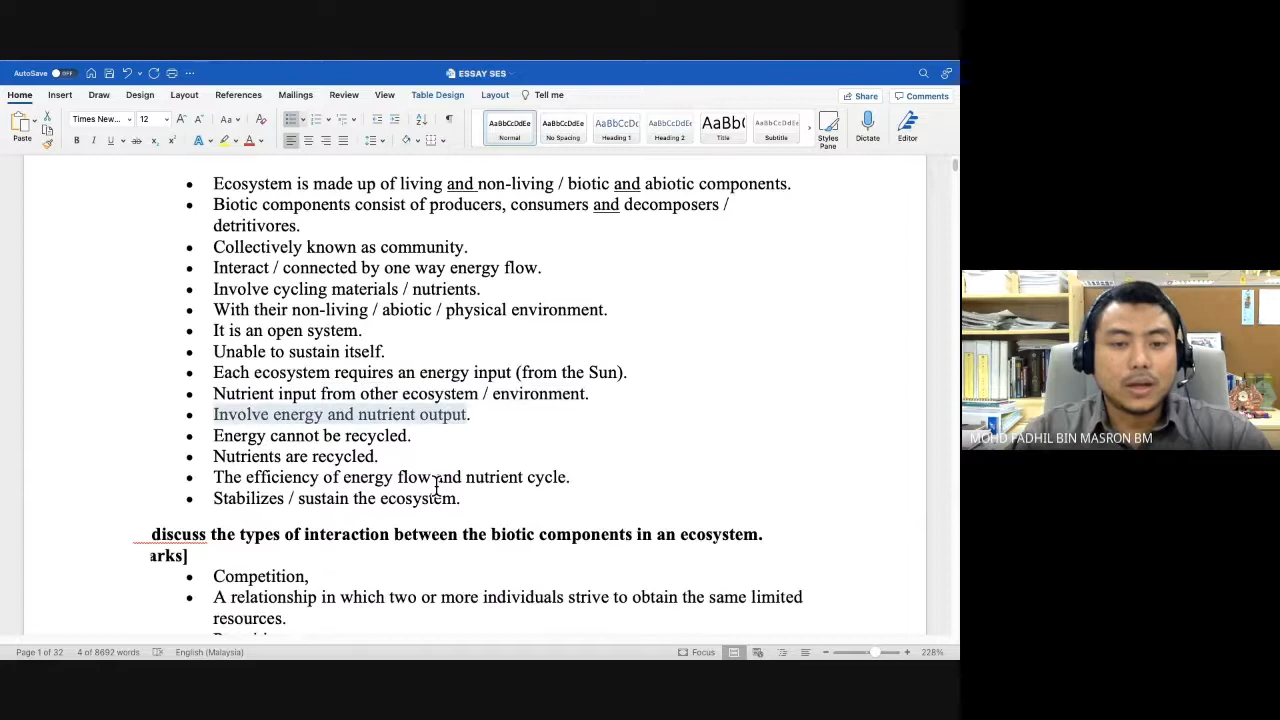 AutoSave OFF ESSAY SES
Home Insert Draw Design Layout References Mailings Review View Table Design Layout Tell me Share Comments
Paste Times New... 12 Aa AaBbCcDc AaBbCcDc AaBbCcDc AaBbCcDc AaBb( AaBbCcDc
Normal No Spacing Heading 1 Heading 2 Title Subtitle Styles Pane Dictate Editor
• Ecosystem is made up of living and non-living / biotic and abiotic components.
• Biotic components consist of producers, consumers and decomposers /
detritivores.
• Collectively known as community.
• Interact / connected by one way energy flow.
• Involve cycling materials / nutrients.
• With their non-living / abiotic / physical environment.
• It is an open system.
• Unable to sustain itself.
• Each ecosystem requires an energy input (from the Sun).
• Nutrient input from other ecosystem / environment.
• Involve energy and nutrient output.
• Energy cannot be recycled.
• Nutrients are recycled.
• The efficiency of energy flow and nutrient cycle.
• Stabilizes / sustain the ecosystem.
discuss the types of interaction between the biotic components in an ecosystem.
arks]
• Competition,
• A relationship in which two or more individuals strive to obtain the same limited
resources.
Page 1 of 32 4 of 8692 words English (Malaysia) Focus 228%
MOHD FADHIL BIN MASRON BM